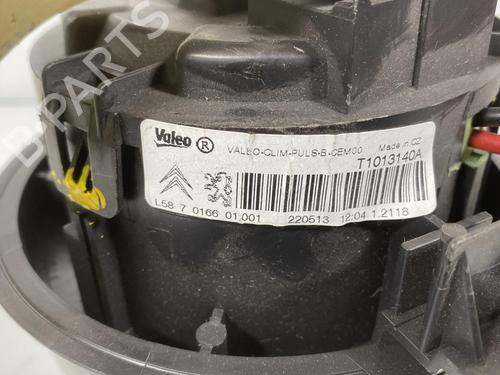 B-PARTS
Valeo ® VALEO-CLIM-PULS-B-CEM00 Made in CZ
T1013140A
L58 7 0166 01.001 220513 12:04 1.2118